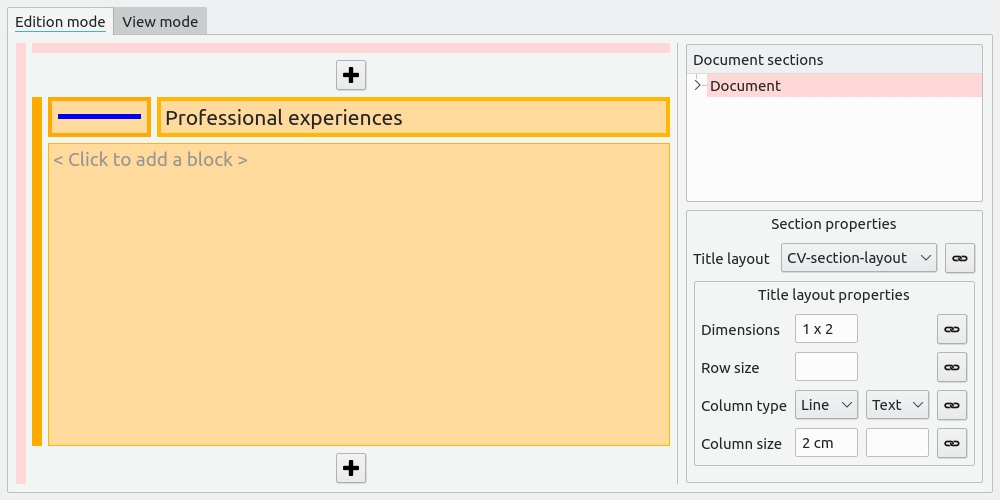 Edition mode
View mode
Professional experiences
< Click to add a block >
Document sections
Document
Section properties
Title layout CV-section-layout
Title layout properties
Dimensions 1 x 2
Row size
Column type Line Text
Column size 2 cm